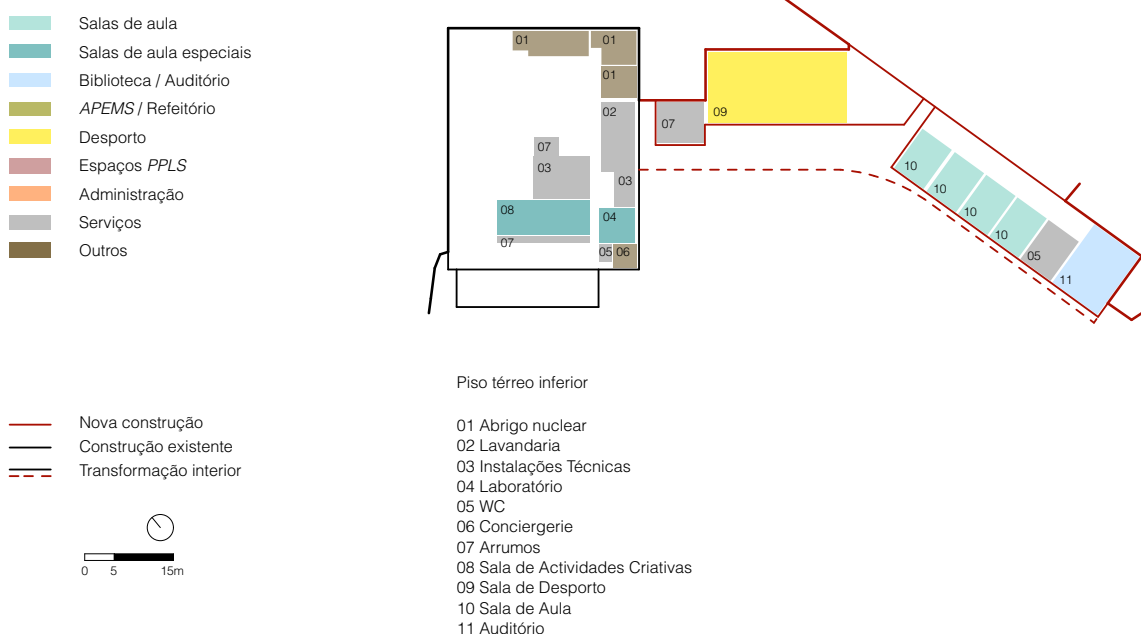 Salas de aula
Salas de aula especiais
Biblioteca / Auditório
APEMS / Refeitório
Desporto
Espaços PPLS
Administração
Serviços
Outros
01
01
01
02
07
03
03
08
04
07
05
06
07
09
10
10
10
10
05
11
Nova construção
Construção existente
Transformação interior
0 5 15m
Piso térreo inferior
01 Abrigo nuclear
02 Lavandaria
03 Instalações Técnicas
04 Laboratório
05 WC
06 Conciergerie
07 Arrumos
08 Sala de Actividades Criativas
09 Sala de Desporto
10 Sala de Aula
11 Auditório